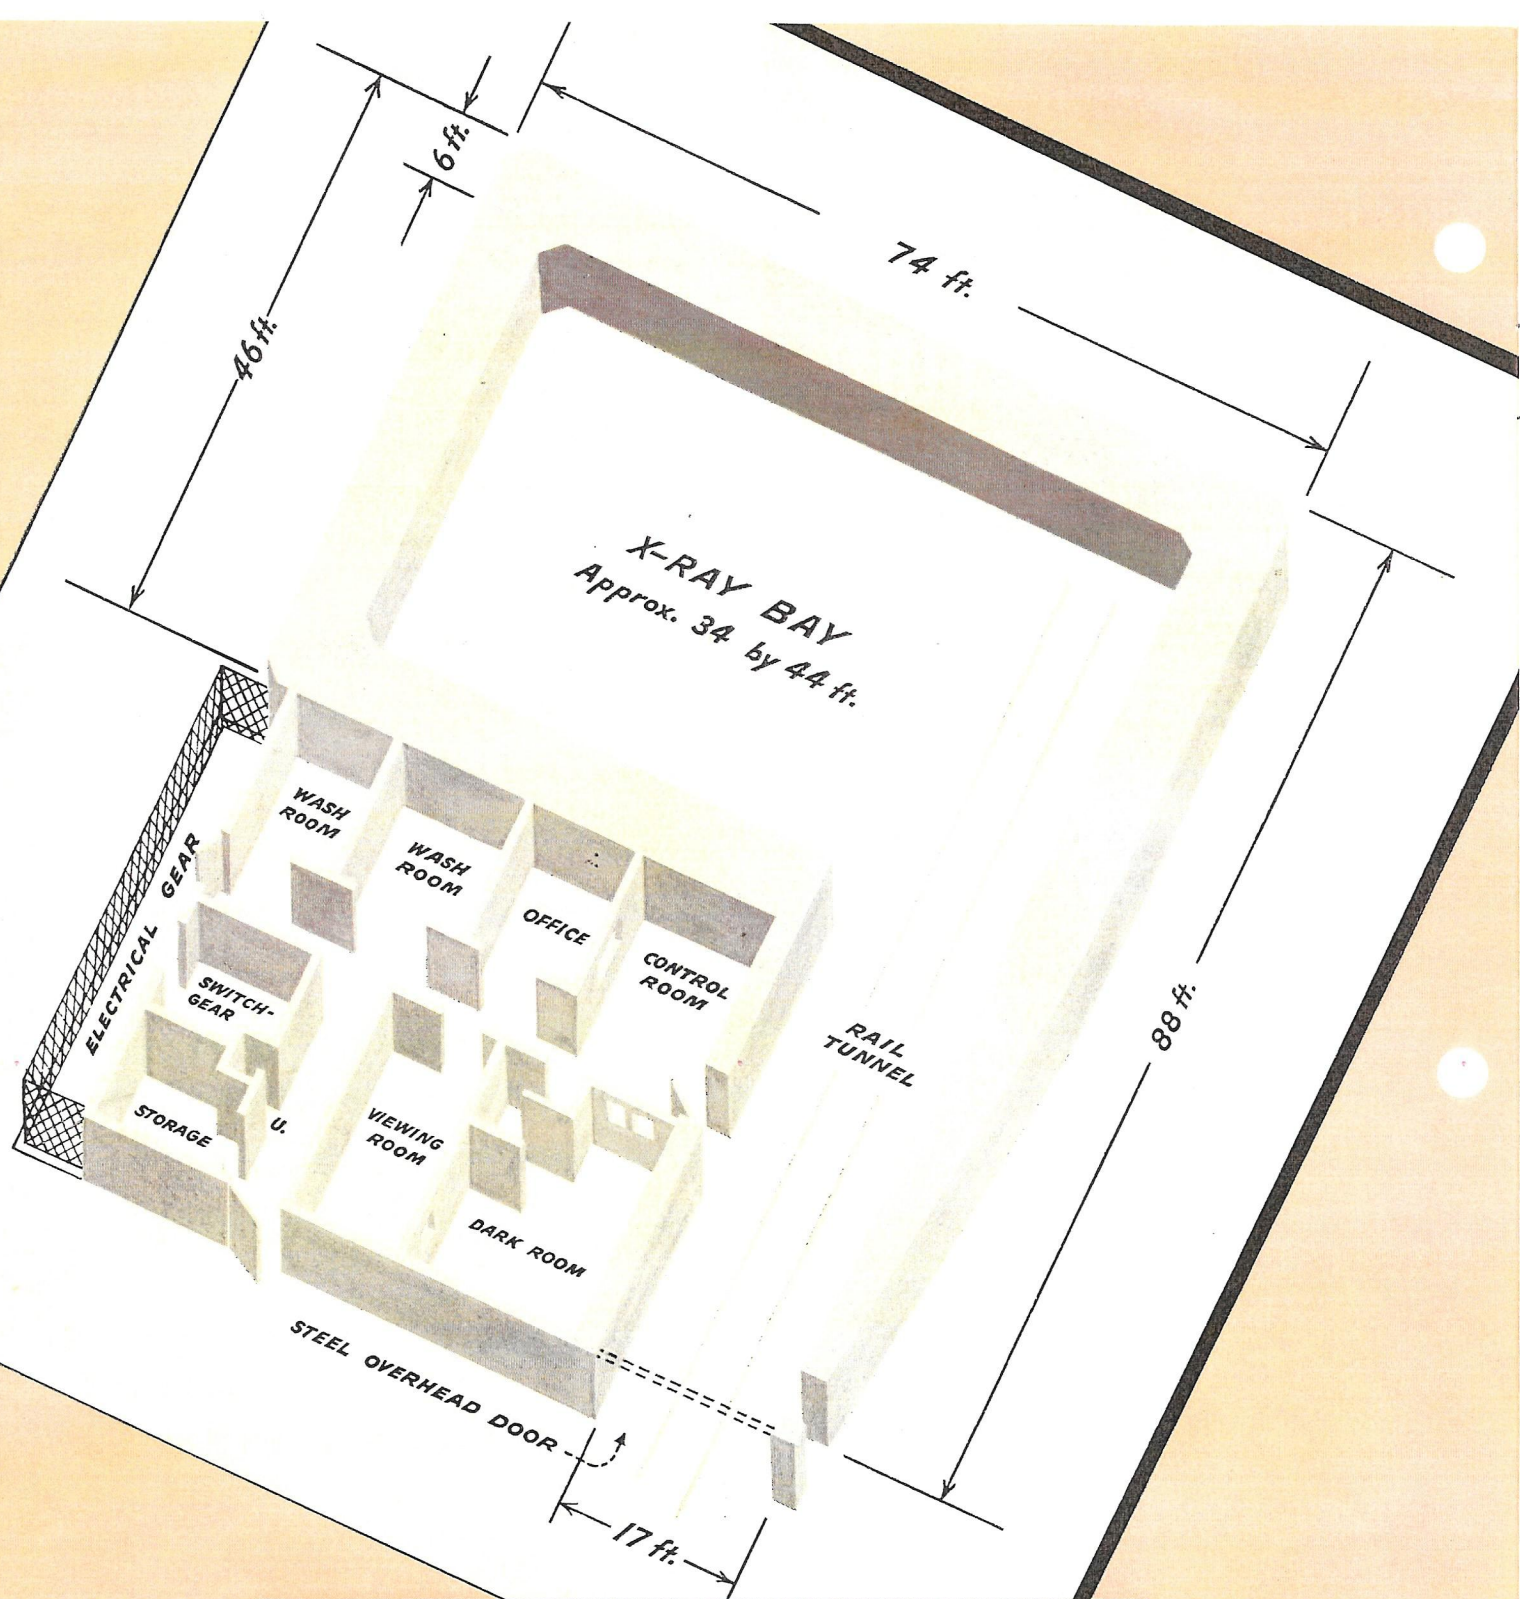 6 ft.
74 ft.
46 ft.
X-RAY BAY
Approx. 34 by 44 ft.
WASH
ROOM
WASH
ROOM
OFFICE
CONTROL
ROOM
ELECTRICAL GEAR
SWITCH-
GEAR
STORAGE
U.
VIEWING
ROOM
DARK ROOM
RAIL
TUNNEL
88 ft.
STEEL OVERHEAD DOOR
17 ft.